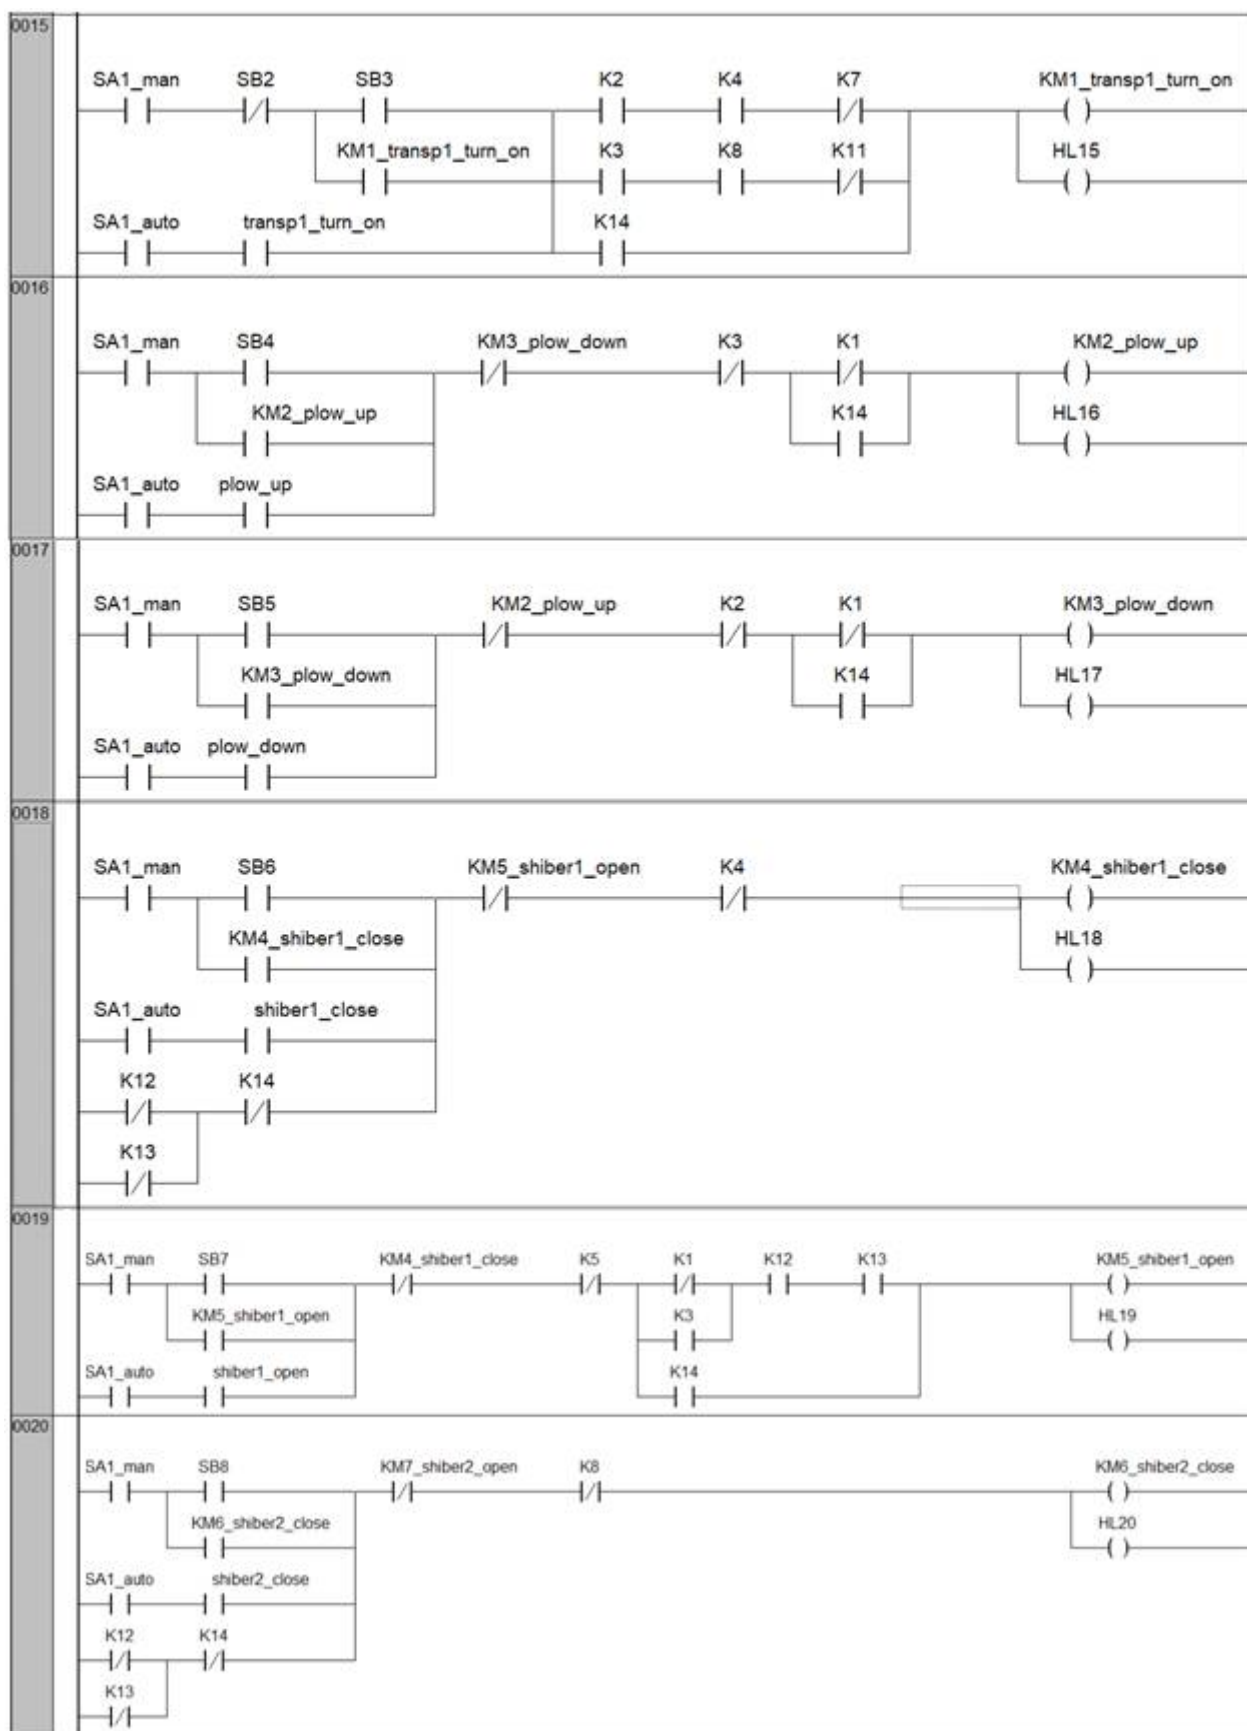 0015
SA1_man SB2 SB3 K2 K4 K7 KM1_transp1_turn_on
KM1_transp1_turn_on K3 K8 K11 HL15
SA1_auto transp1_turn_on K14
0016
SA1_man SB4 KM3_plow_down K3 K1 KM2_plow_up
KM2_plow_up K14 HL16
SA1_auto plow_up
0017
SA1_man SB5 KM2_plow_up K2 K1 KM3_plow_down
KM3_plow_down K14 HL17
SA1_auto plow_down
0018
SA1_man SB6 KM5_shiber1_open K4 KM4_shiber1_close
KM4_shiber1_close HL18
SA1_auto shiber1_close
K12 K14
K13
0019
SA1_man SB7 KM4_shiber1_close K5 K1 K12 K13 KM5_shiber1_open
KM5_shiber1_open K3 HL19
SA1_auto shiber1_open K14
0020
SA1_man SB8 KM7_shiber2_open K8 KM6_shiber2_close
KM6_shiber2_close HL20
SA1_auto shiber2_close
K12 K14
K13